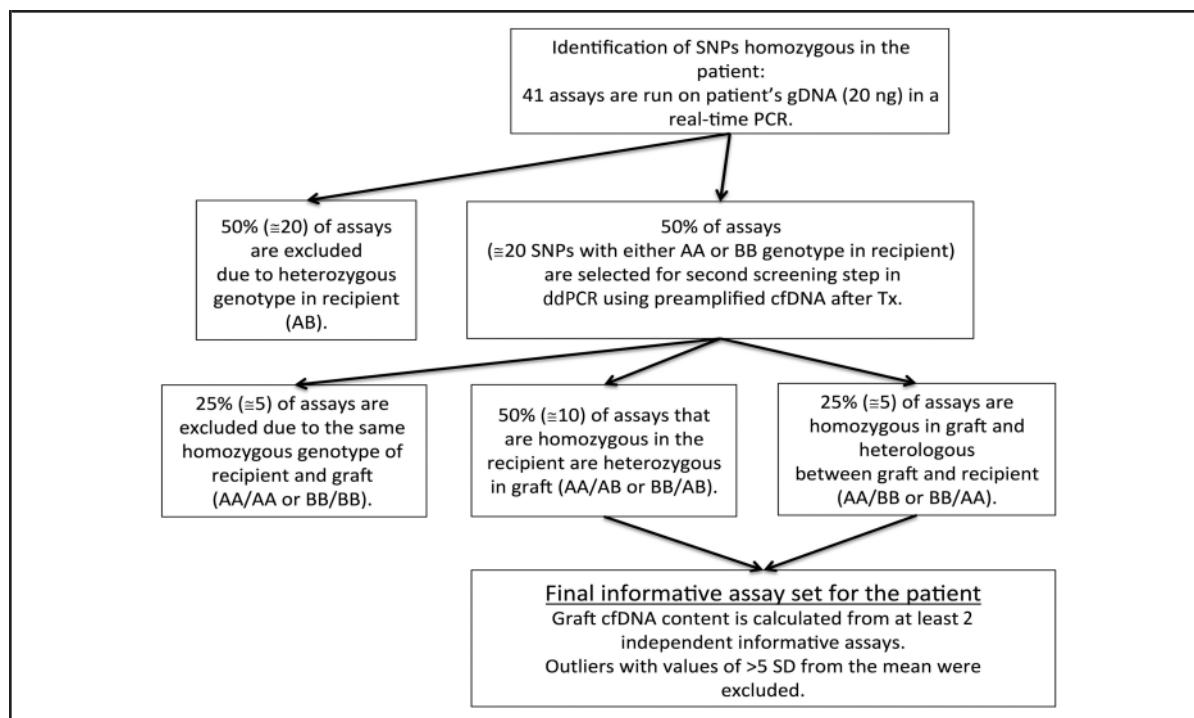 Identification of SNPs homozygous in the
patient:
41 assays are run on patient’s gDNA (20 ng) in a
real-time PCR.
50% (≅20) of assays
are excluded
due to heterozygous
genotype in recipient
(AB).
50% of assays
(≅20 SNPs with either AA or BB genotype in recipient)
are selected for second screening step in
ddPCR using preamplified cfDNA after Tx.
25% (≅5) of assays are
excluded due to the same
homozygous genotype of
recipient and graft
(AA/AA or BB/BB).
50% (≅10) of assays that
are homozygous in the
recipient are heterozygous
in graft (AA/AB or BB/AB).
25% (≅5) of assays are
homozygous in graft and
heterologous
between graft and recipient
(AA/BB or BB/AA).
Final informative assay set for the patient
Graft cfDNA content is calculated from at least 2
independent informative assays.
Outliers with values of >5 SD from the mean were
excluded.